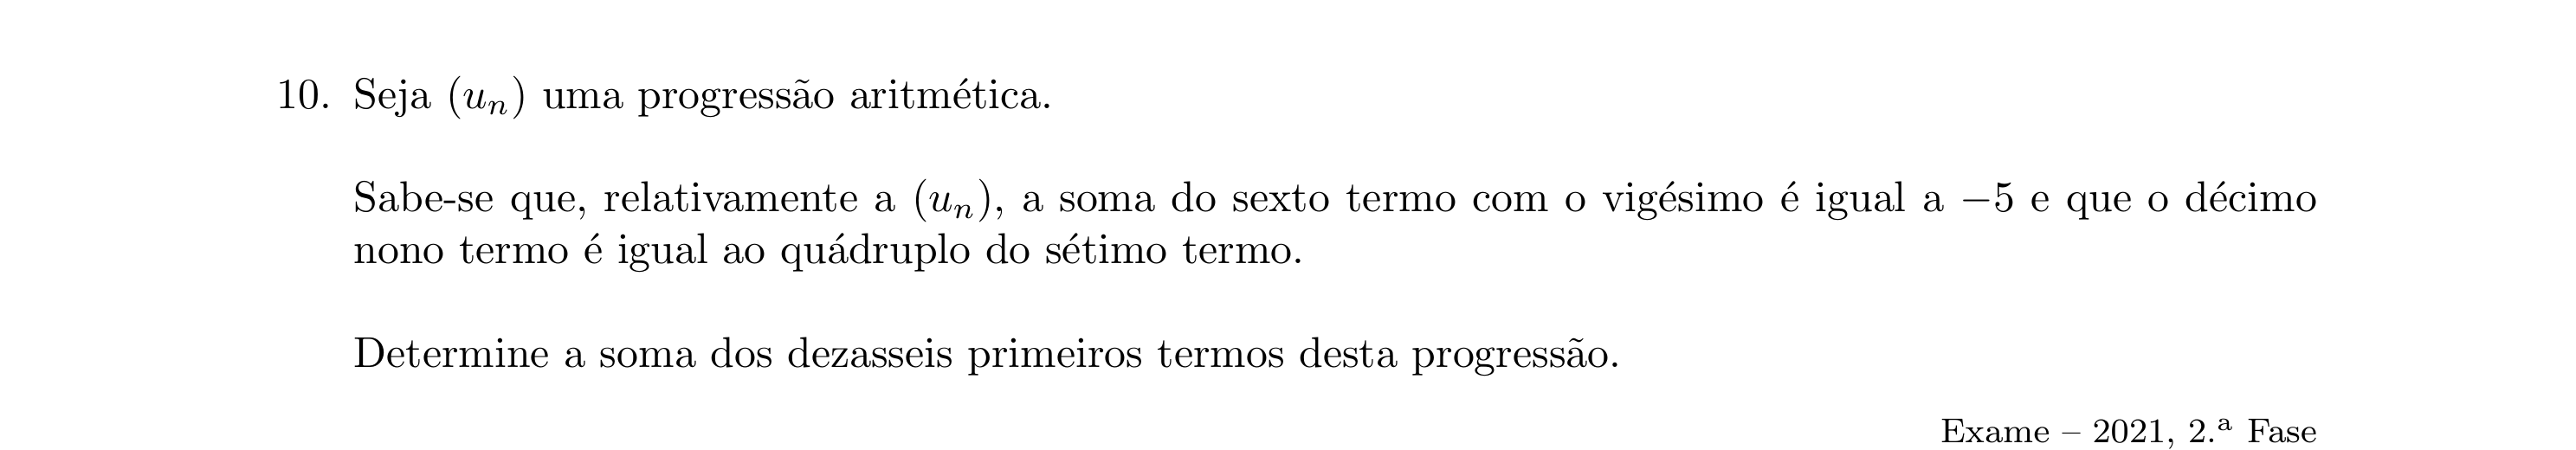 10. Seja (uₙ) uma progressão aritmética.
Sabe-se que, relativamente a (uₙ), a soma do sexto termo com o vigésimo é igual a −5 e que o décimo
nono termo é igual ao quádruplo do sétimo termo.
Determine a soma dos dezasseis primeiros termos desta progressão.
Exame – 2021, 2.ª Fase